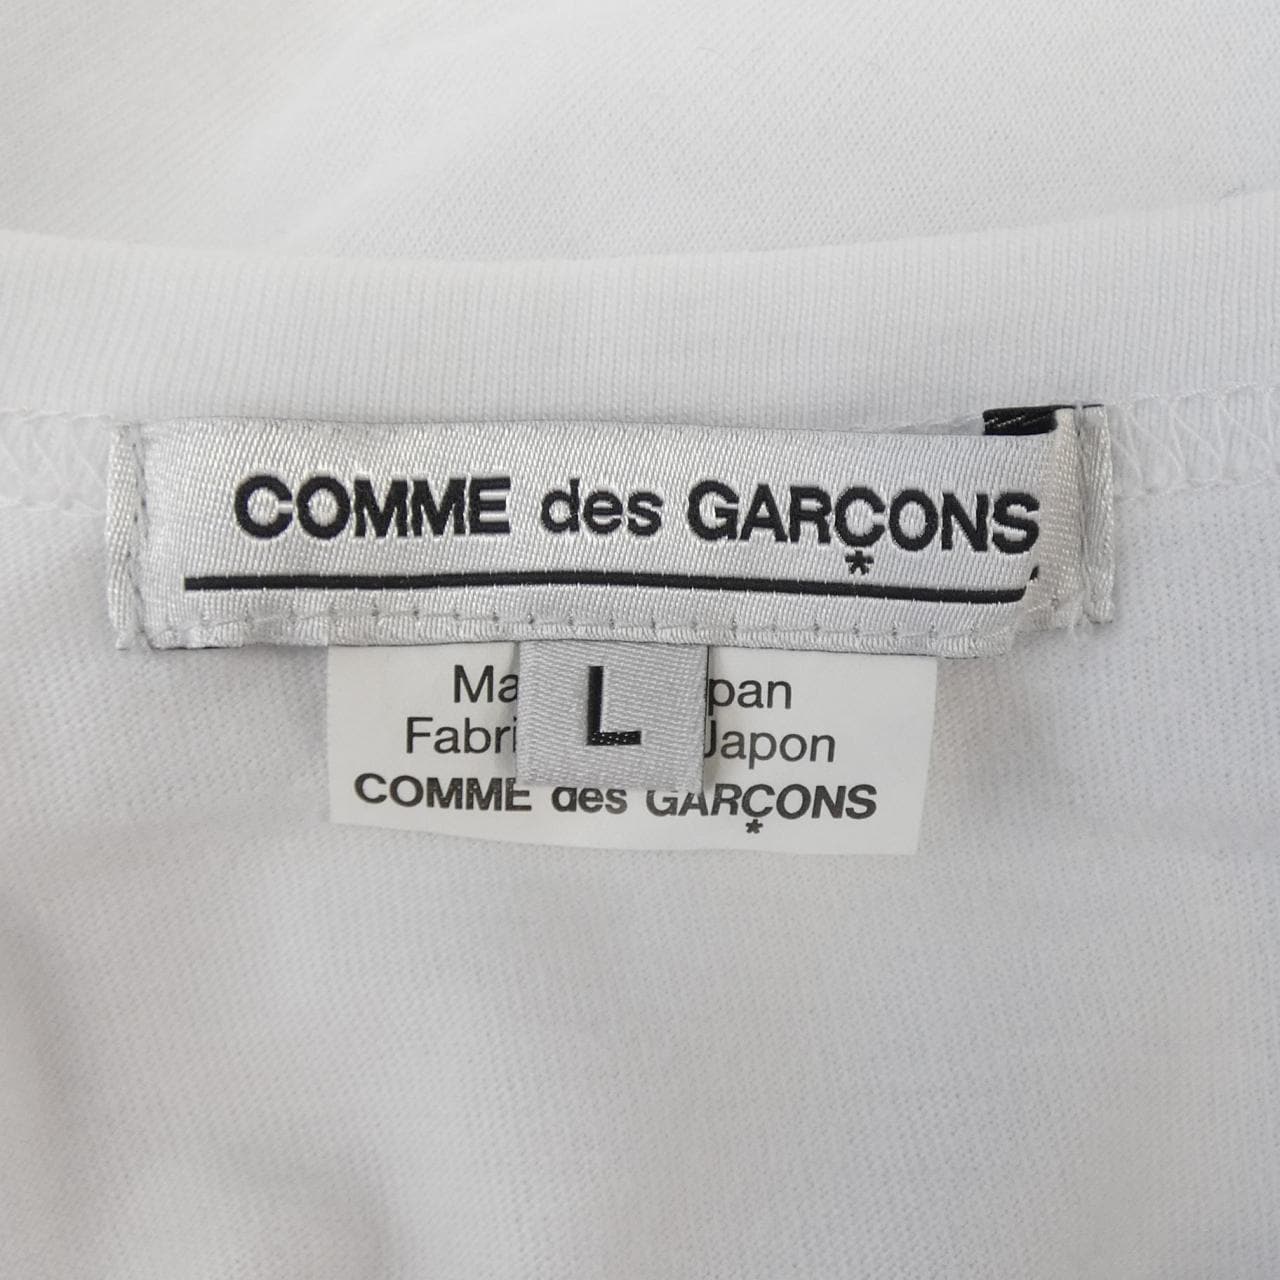 COMME des GARÇONS
L
Ma pan
Fabri Japon
COMME des GARÇONS